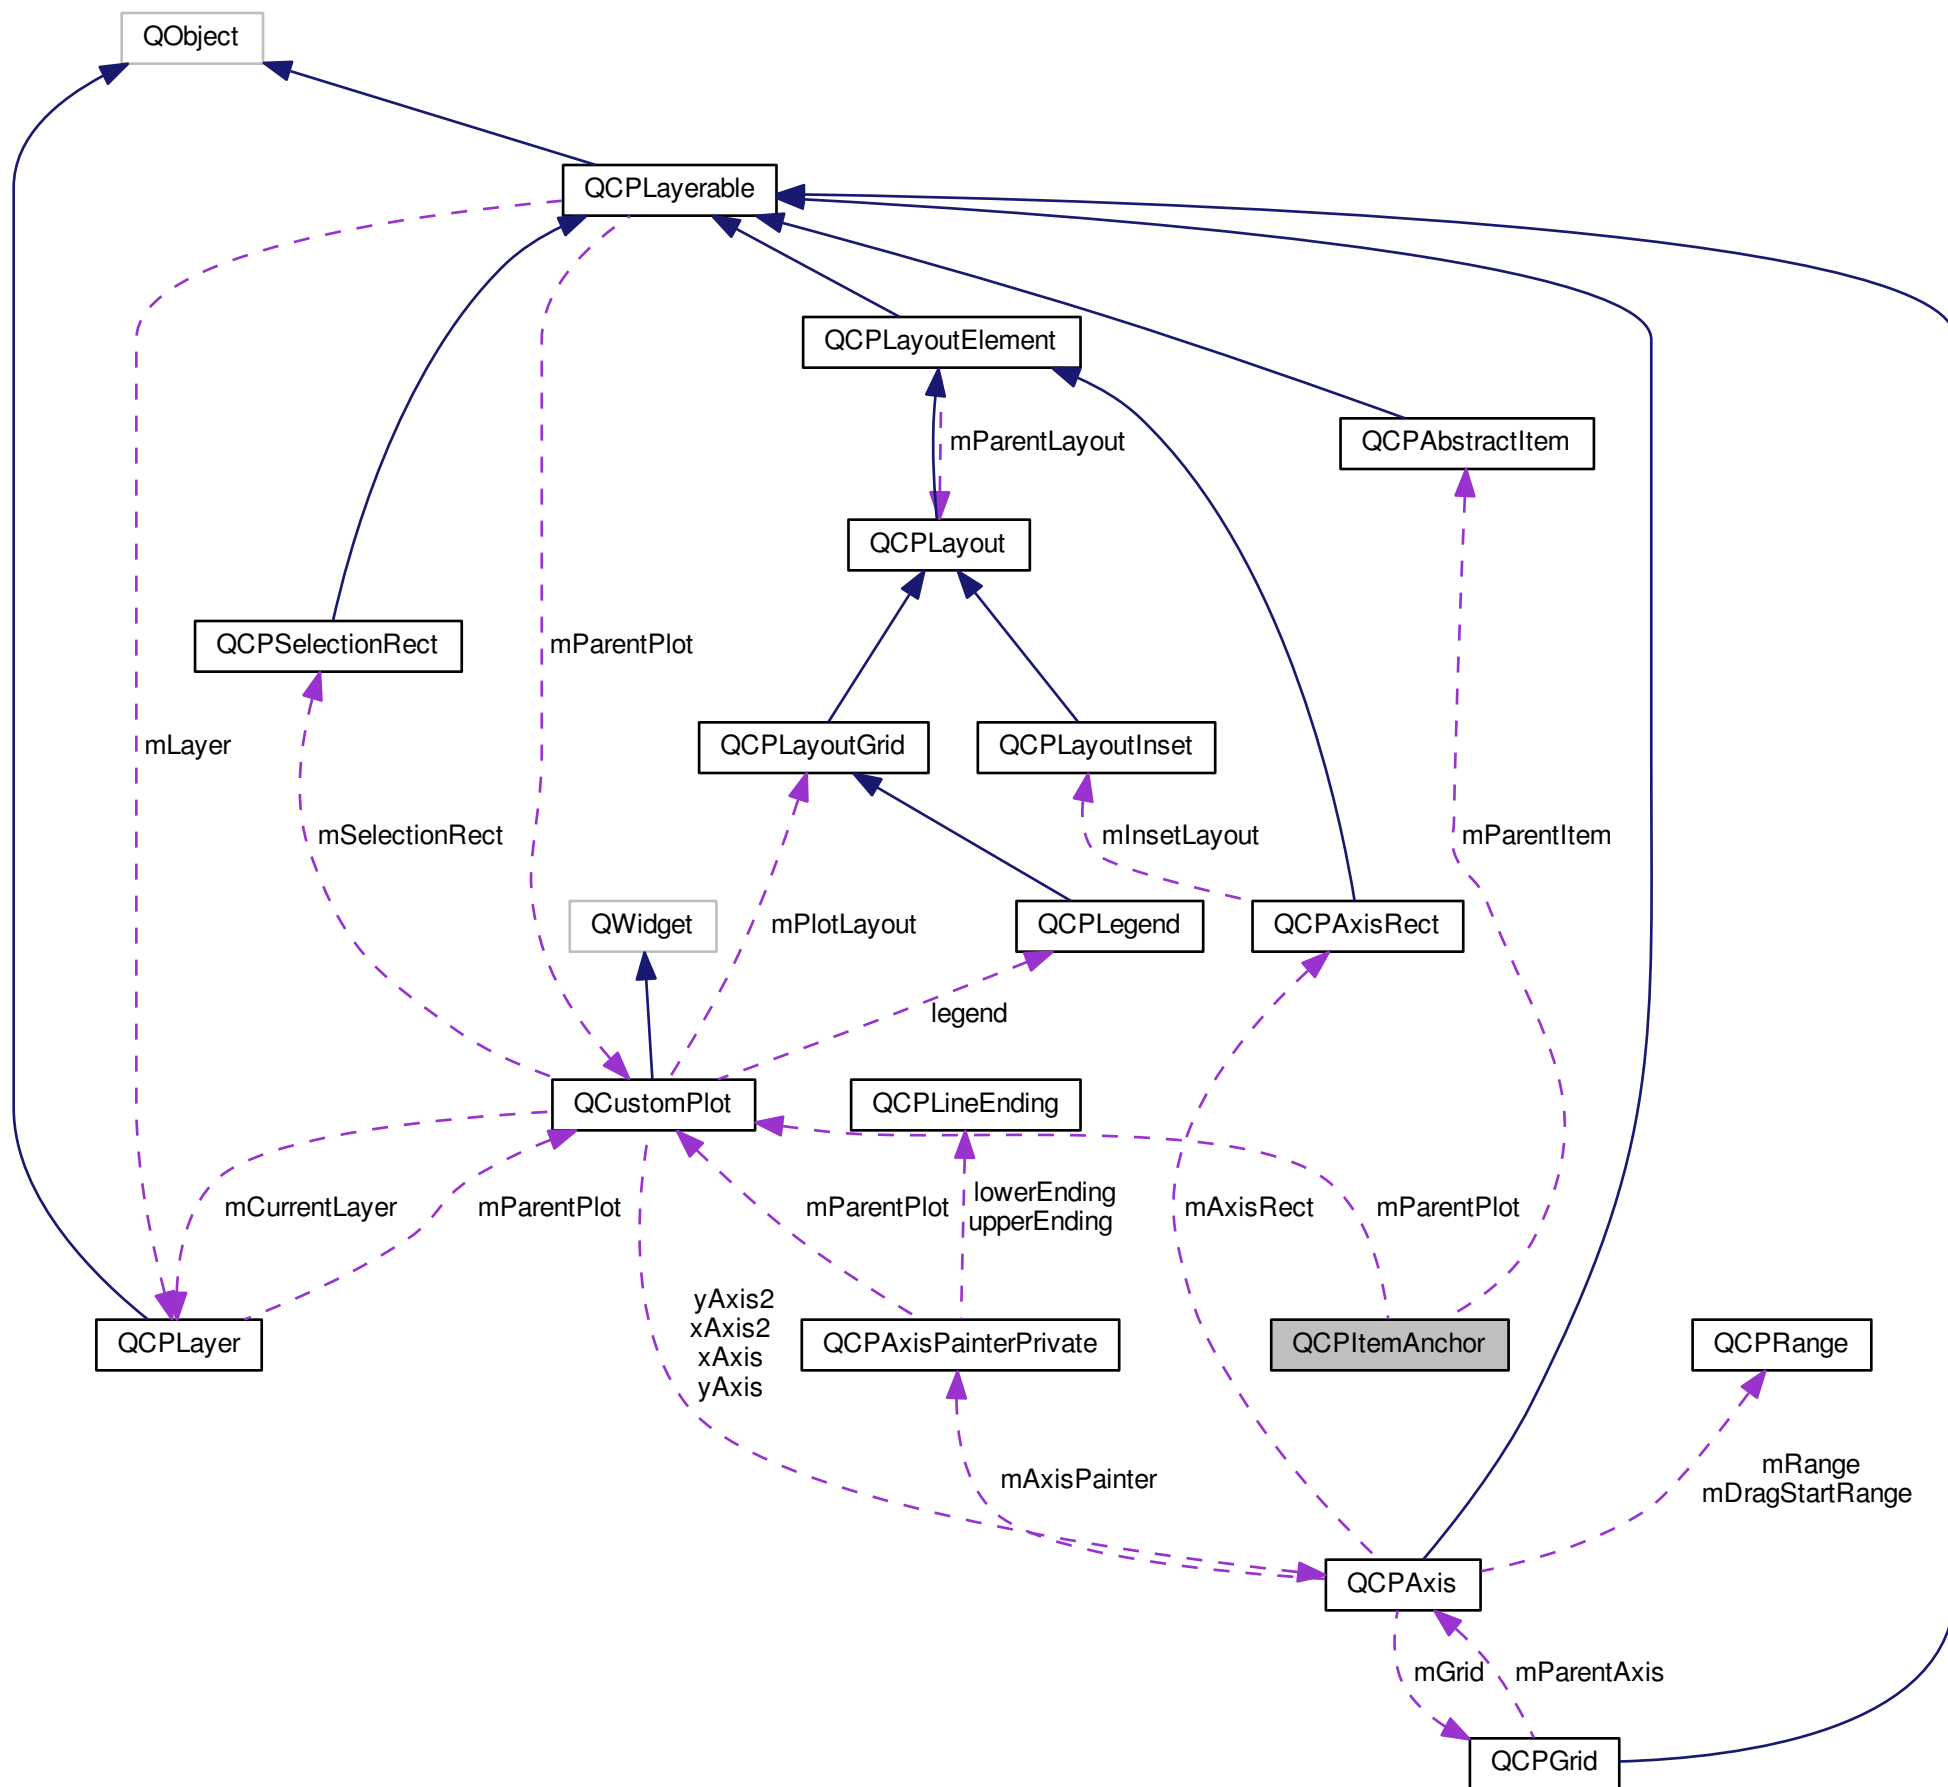 QObject
QCPLayerable
QCPLayoutElement
mParentLayout
QCPAbstractItem
QCPLayout
QCPSelectionRect
mParentPlot
mLayer
QCPLayoutGrid
QCPLayoutInset
mSelectionRect
mInsetLayout
mParentItem
QWidget
mPlotLayout
QCPLegend
QCPAxisRect
legend
QCustomPlot
QCPLineEnding
mCurrentLayer
mParentPlot
mParentPlot
lowerEnding
upperEnding
mAxisRect
mParentPlot
yAxis2
xAxis2
xAxis
yAxis
QCPLayer
QCPAxisPainterPrivate
QCPItemAnchor
QCPRange
mAxisPainter
mRange
mDragStartRange
QCPAxis
mGrid
mParentAxis
QCPGrid